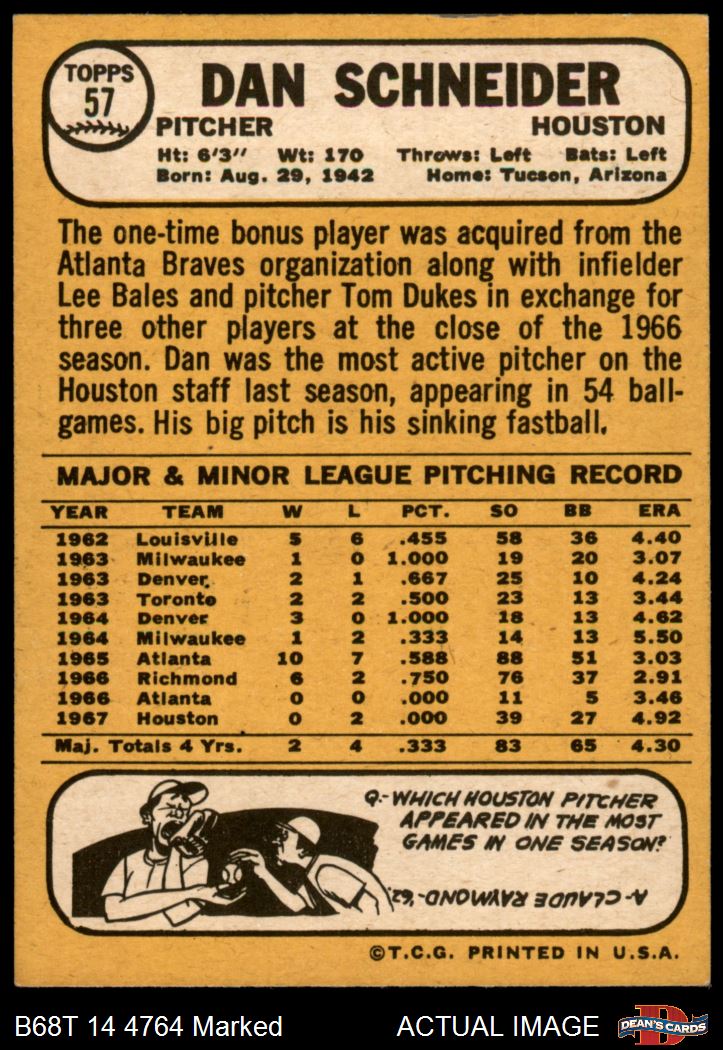 TOPPS
57
DAN SCHNEIDER
PITCHER HOUSTON
Ht: 6'3'' Wt: 170 Throws: Left Bats: Left
Born: Aug. 29, 1942 Home: Tucson, Arizona
The one-time bonus player was acquired from the
Atlanta Braves organization along with infielder
Lee Bales and pitcher Tom Dukes in exchange for
three other players at the close of the 1966
season. Dan was the most active pitcher on the
Houston staff last season, appearing in 54 ball-
games. His big pitch is his sinking fastball.
MAJOR & MINOR LEAGUE PITCHING RECORD
YEAR TEAM W L PCT. SO BB ERA
1962 Louisville 5 6 .455 58 36 4.40
1963 Milwaukee 1 0 1.000 19 20 3.07
1963 Denver 2 1 .667 25 10 4.24
1963 Toronto 2 2 .500 23 13 3.44
1964 Denver 3 0 1.000 18 13 4.62
1964 Milwaukee 1 2 .333 14 13 5.50
1965 Atlanta 10 7 .588 88 51 3.03
1966 Richmond 6 2 .750 76 37 2.91
1966 Atlanta 0 0 .000 11 5 3.46
1967 Houston 0 2 .000 39 27 4.92
Maj. Totals 4 Yrs. 2 4 .333 83 65 4.30
Q.- WHICH HOUSTON PITCHER
APPEARED IN THE MOST
GAMES IN ONE SEASON?
A- CLAUDE RAYMOND-'62.
©T.C.G. PRINTED IN U.S.A.
B68T 14 4764 Marked ACTUAL IMAGE
D
DEAN'S CARDS